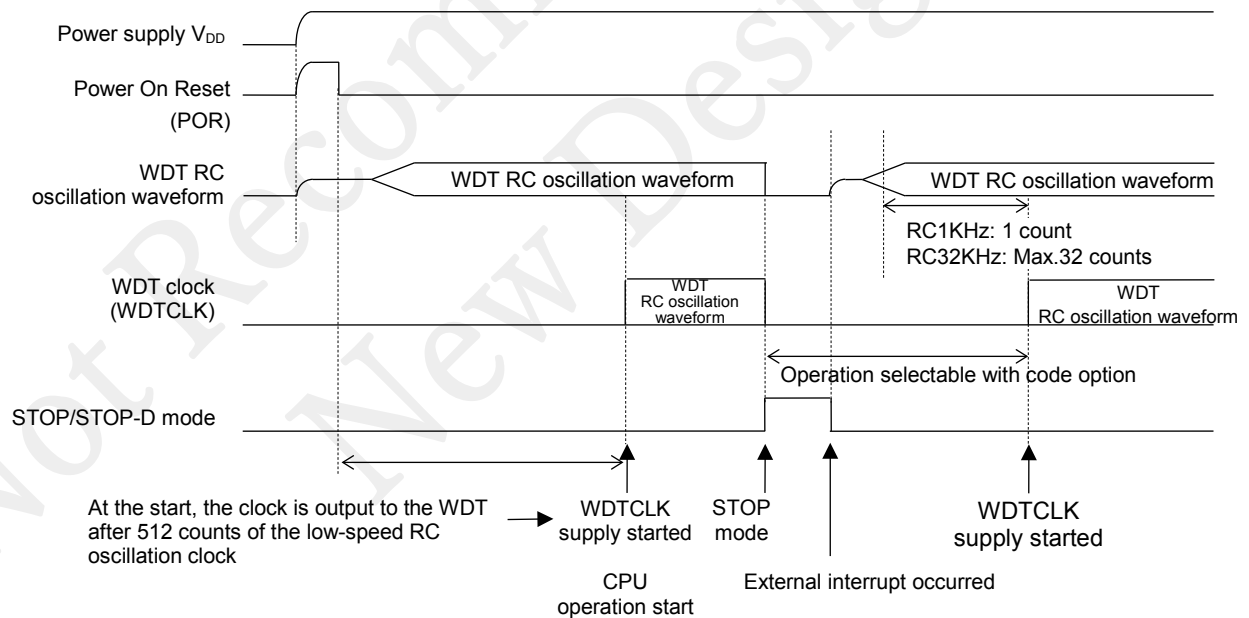 Power supply VDD
Power On Reset
(POR)
WDT RC
oscillation waveform
WDT RC oscillation waveform
WDT RC oscillation waveform
RC1KHz: 1 count
RC32KHz: Max.32 counts
WDT clock
(WDTCLK)
WDT
RC oscillation
waveform
WDT
RC oscillation waveform
Operation selectable with code option
STOP/STOP-D mode
At the start, the clock is output to the WDT
after 512 counts of the low-speed RC
oscillation clock
WDTCLK
supply started
STOP
mode
WDTCLK
supply started
CPU
operation start
External interrupt occurred
Not Recom
New Desig